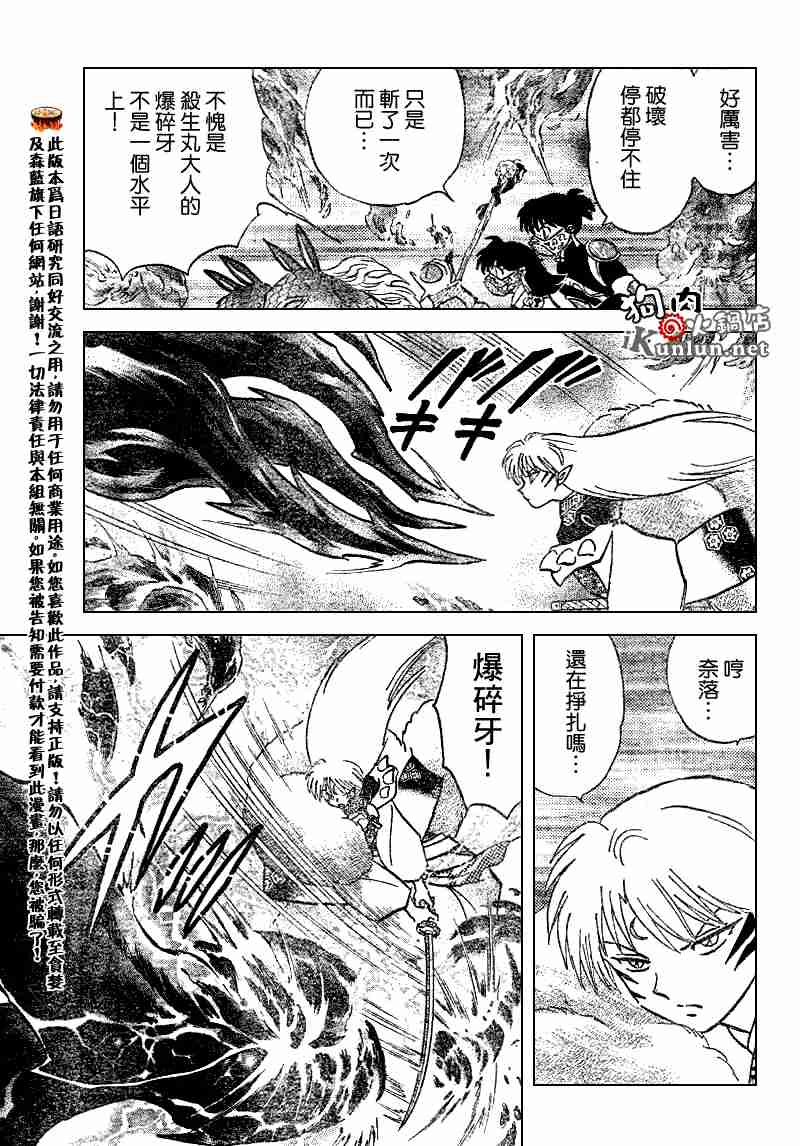 好厲害…
破壞
停都停不住
只是
斬了一次
而已…
不愧是
殺生丸大人的
爆碎牙
不是一個水平
上！
狗肉
火鍋店
iKunlun.net
ギギ
哼
奈落…
還在掙扎嗎…
爆碎牙！
此版本爲日語研究同好交流之用，請勿用于任何商業用途。如您喜歡此作品，請支持正版！請勿以任何形式轉載至貪婪
及森藍旗下任何網站，謝謝！一切法律責任與本組無關。如果您被告知需要付款才能看到此漫畫，那麼，您被騙了！